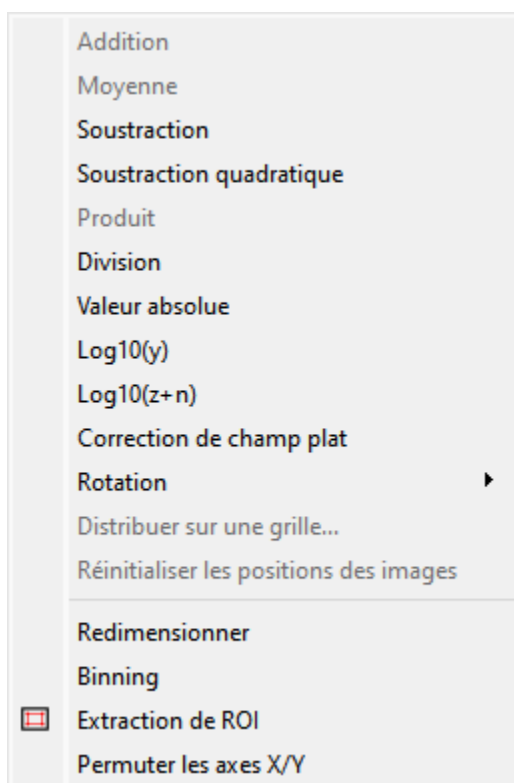 Addition
Moyenne
Soustraction
Soustraction quadratique
Produit
Division
Valeur absolue
Log10(y)
Log10(z+n)
Correction de champ plat
Rotation
Distribuer sur une grille...
Réinitialiser les positions des images
Redimensionner
Binning
Extraction de ROI
Permuter les axes X/Y